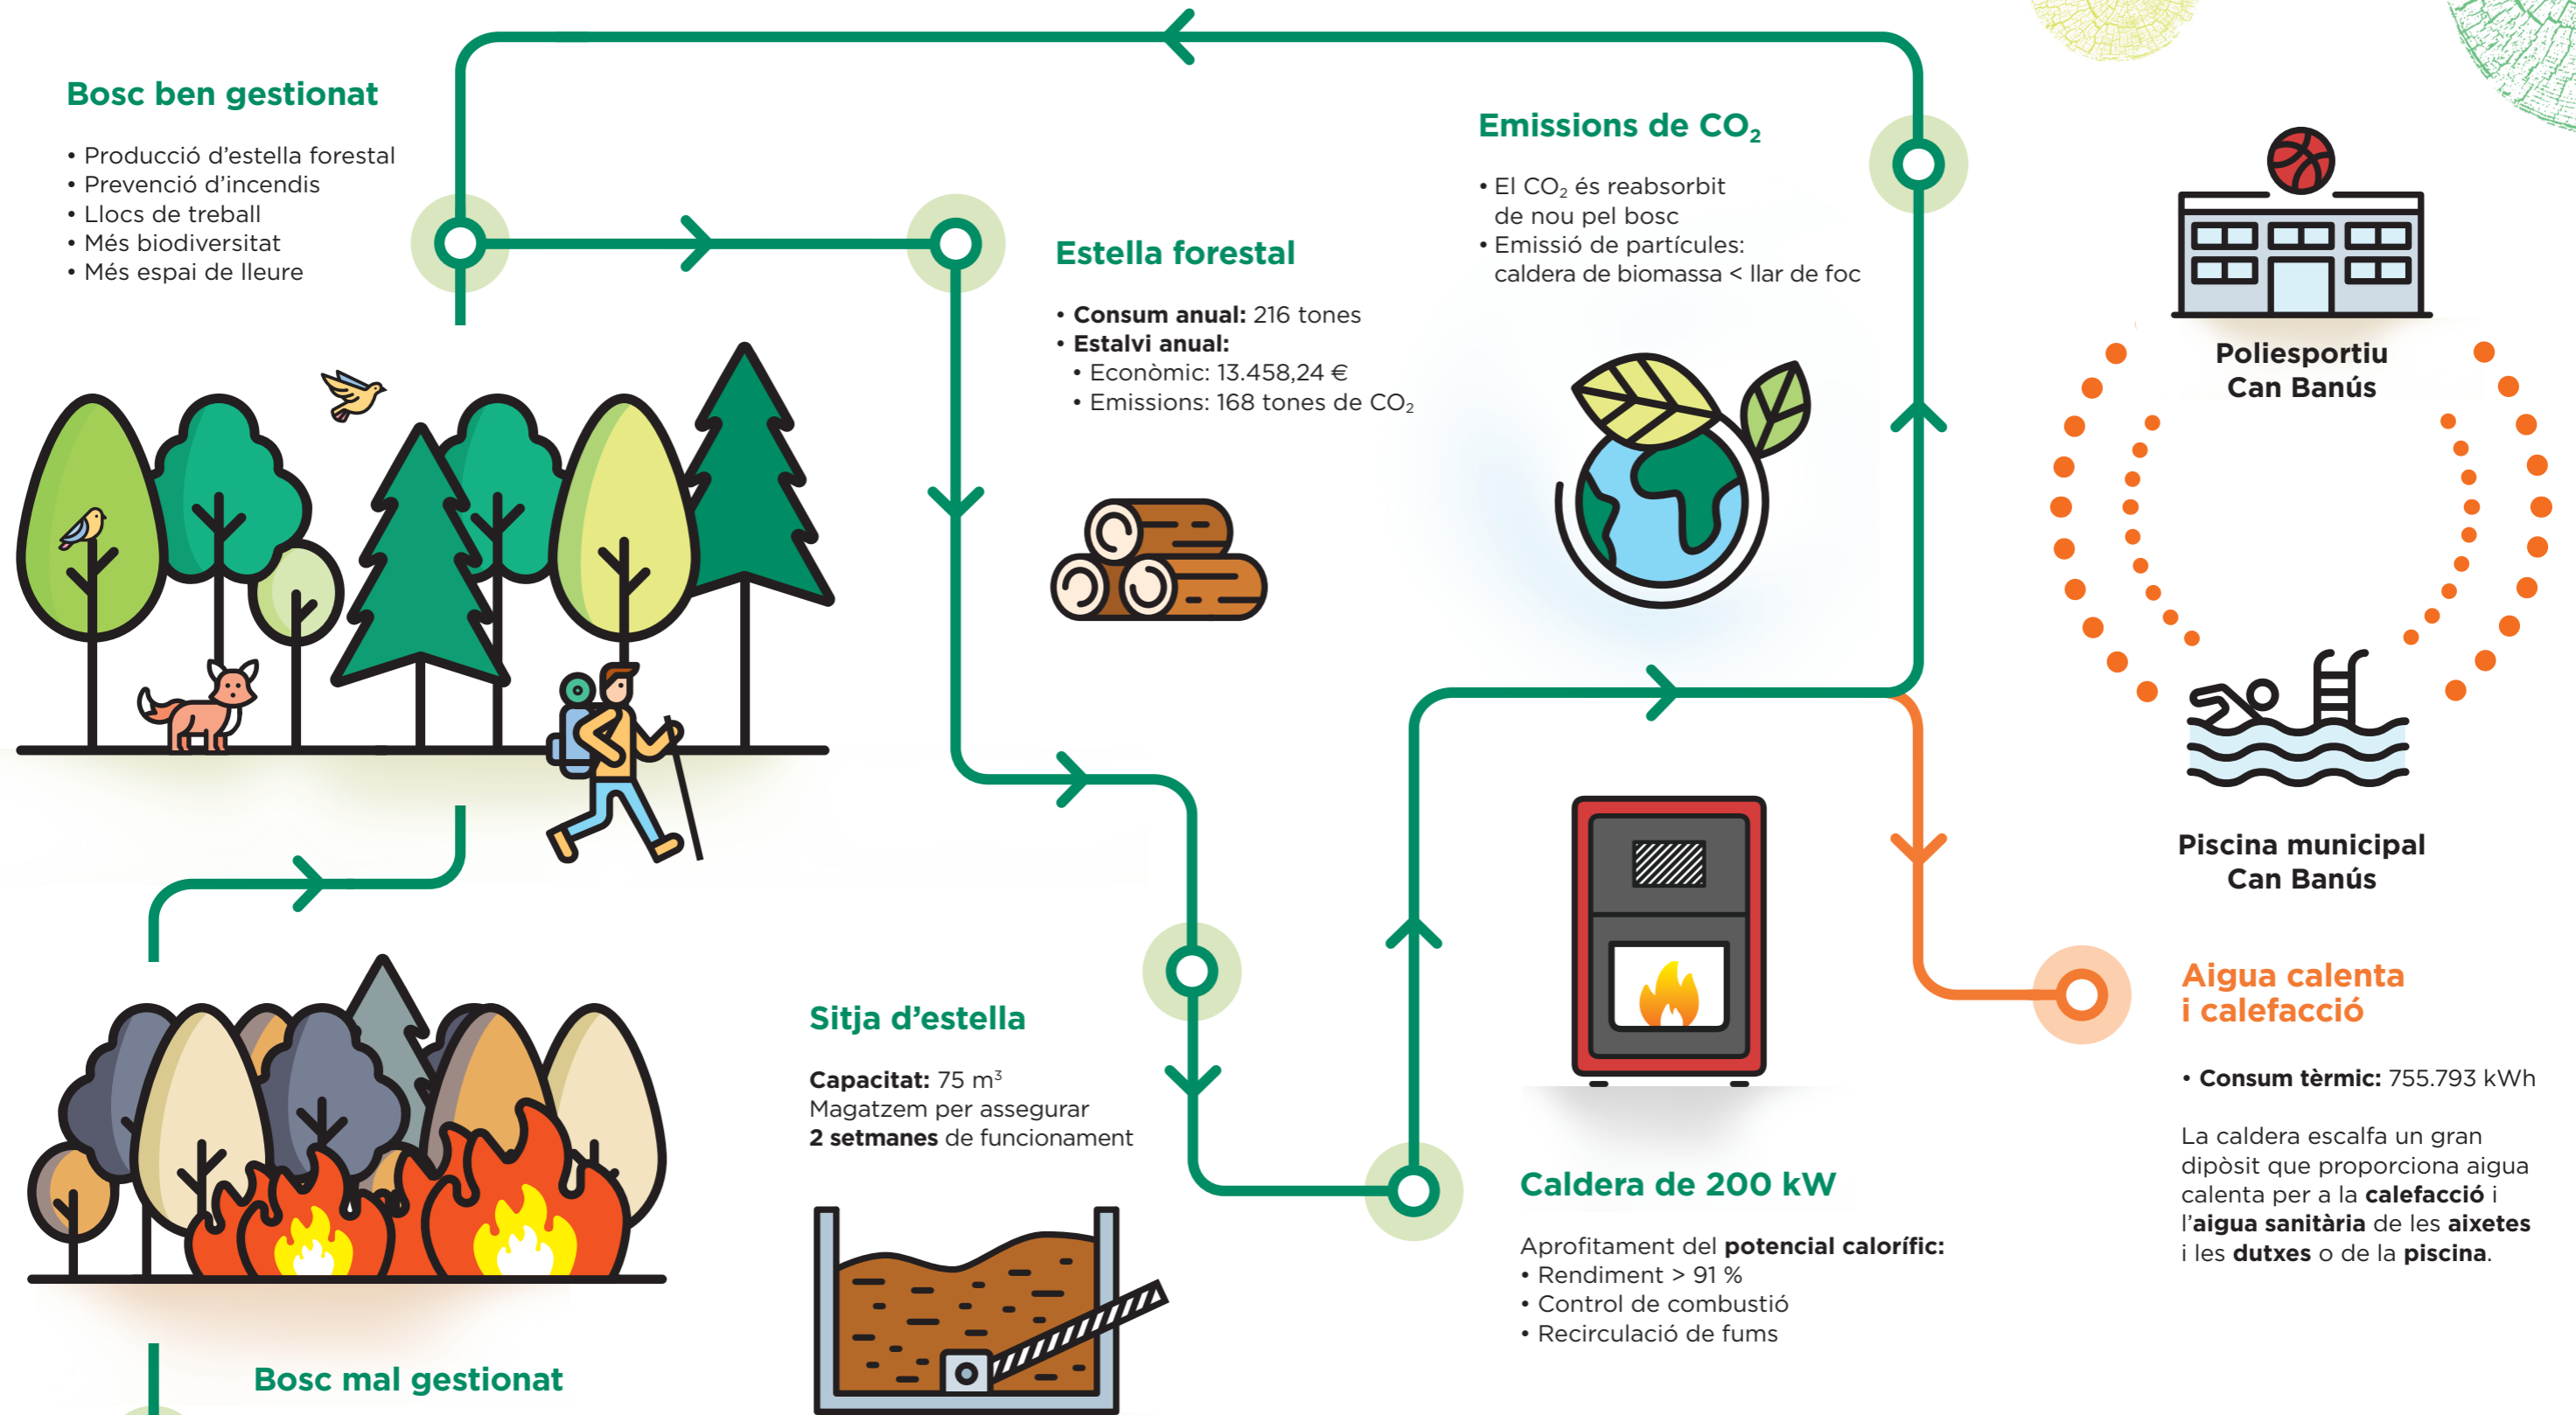 Bosc ben gestionat
• Producció d’estella forestal
• Prevenció d’incendis
• Llocs de treball
• Més biodiversitat
• Més espai de lleure
Estella forestal
• Consum anual: 216 tones
• Estalvi anual:
• Econòmic: 13.458,24 €
• Emissions: 168 tones de CO₂
Emissions de CO₂
• El CO₂ és reabsorbit
de nou pel bosc
• Emissió de partícules:
caldera de biomassa < llar de foc
Poliesportiu
Can Banús
Piscina municipal
Can Banús
Aigua calenta
i calefacció
• Consum tèrmic: 755.793 kWh
La caldera escalfa un gran
dipòsit que proporciona aigua
calenta per a la calefacció i
l’aigua sanitària de les aixetes
i les dutxes o de la piscina.
Sitja d’estella
Capacitat: 75 m³
Magatzem per assegurar
2 setmanes de funcionament
Caldera de 200 kW
Aprofitament del potencial calorífic:
• Rendiment > 91 %
• Control de combustió
• Recirculació de fums
Bosc mal gestionat